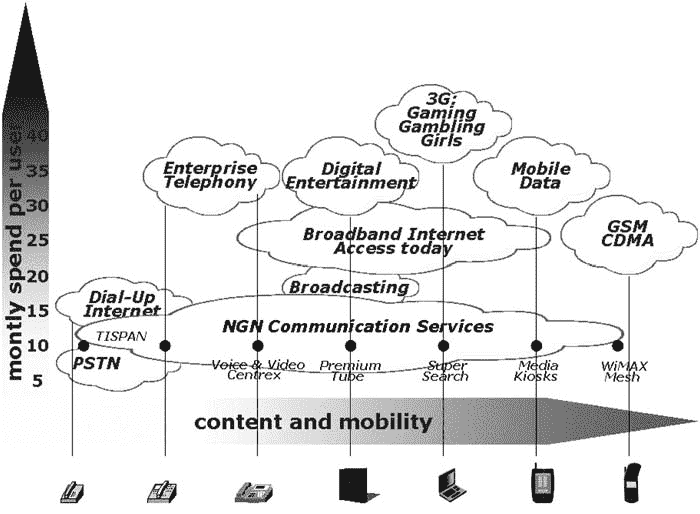 3G:
Gaming
Gambling
Girls
Enterprise
Telephony
Digital
Entertainment
Mobile
Data
Broadband Internet
Access today
GSM
CDMA
Broadcasting
Dial-Up
Internet
NGN Communication Services
TISPAN
PSTN
Voice & Video
Centrex
Premium
Tube
Super
Search
Media
Kiosks
WiMAX
Mesh
montly spend per user
40
35
30
25
20
15
10
5
content and mobility